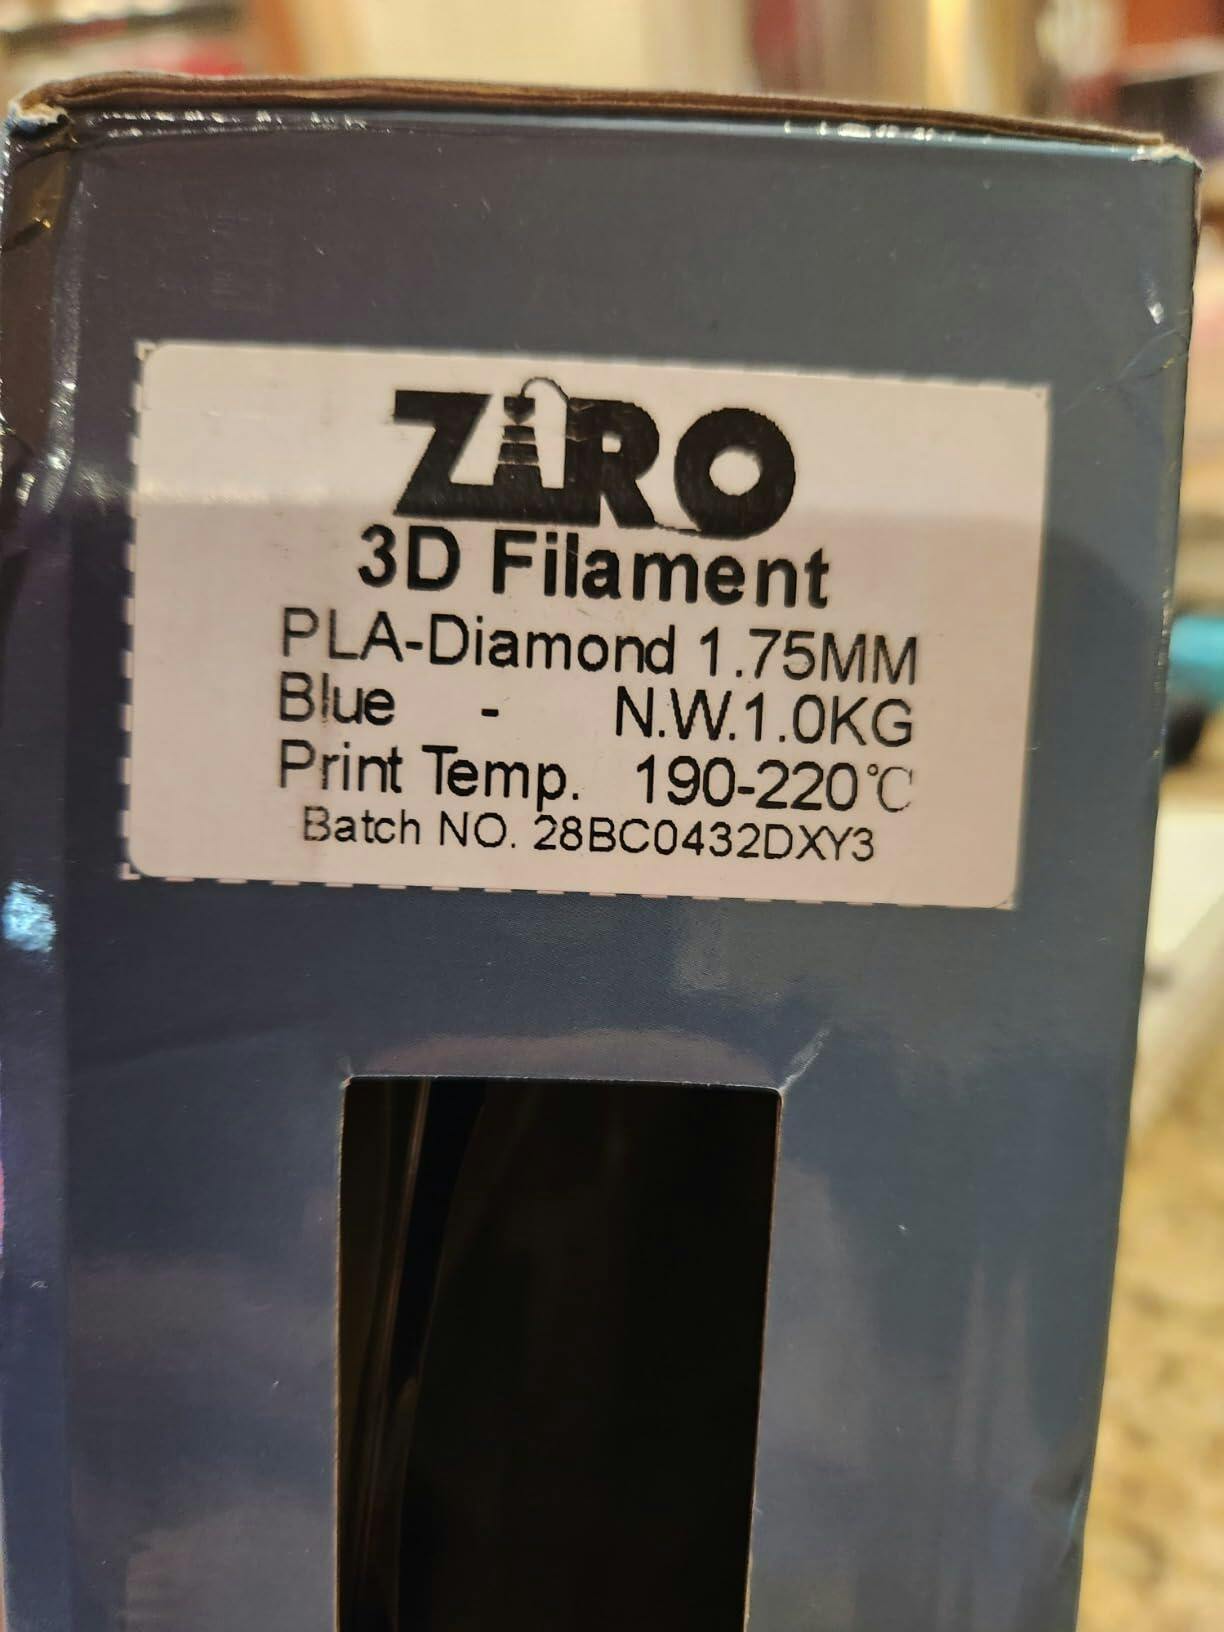 ZIRO
3D Filament
PLA-Diamond 1.75MM
Blue - N.W.1.0KG
Print Temp. 190-220℃
Batch NO. 28BC0432DXY3